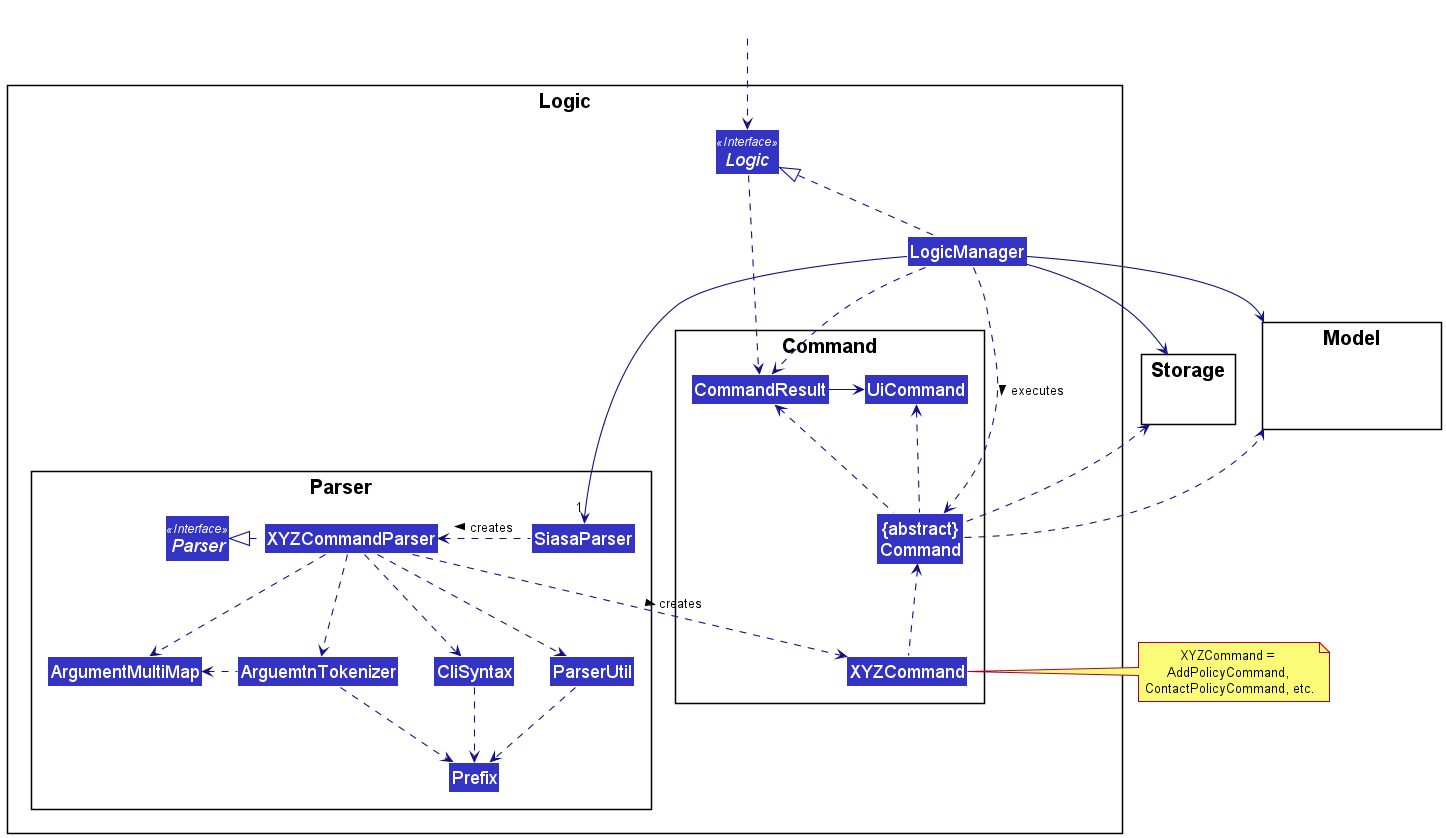 Logic
«Interface»
Logic
LogicManager
Command
Model
Storage
CommandResult
UiCommand
executes
Parser
1
{abstract}
Command
«Interface»
Parser
XYZCommandParser
creates
SiasaParser
creates
ArgumentMultiMap
ArguemtnTokenizer
CliSyntax
ParserUtil
XYZCommand
XYZCommand =
AddPolicyCommand,
ContactPolicyCommand, etc.
Prefix